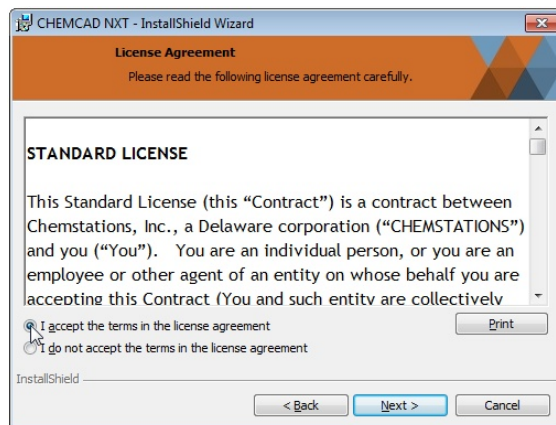 CHEMCAD NXT - InstallShield Wizard
License Agreement
Please read the following license agreement carefully.
STANDARD LICENSE
This Standard License (this “Contract”) is a contract between
Chemstations, Inc., a Delaware corporation (“CHEMSTATIONS”)
and you (“You”).   You are an individual person, or you are an
employee or other agent of an entity on whose behalf you are
accepting this Contract (You and such entity are collectively
I accept the terms in the license agreement
Print
I do not accept the terms in the license agreement
InstallShield
< Back
Next >
Cancel